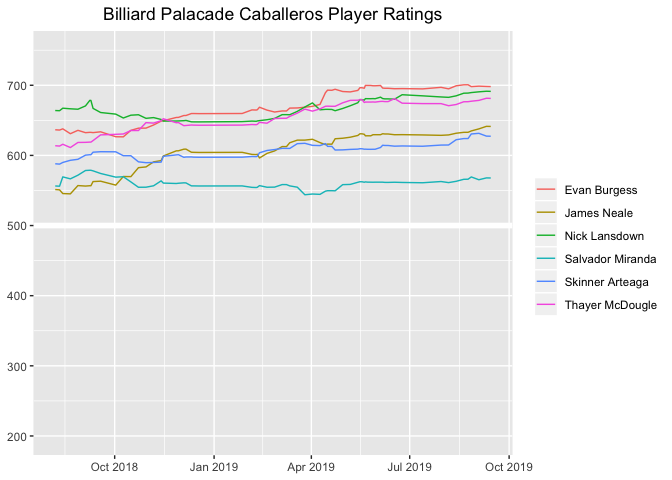 Billiard Palacade Caballeros Player Ratings
700
600
500
400
300
200
Oct 2018
Jan 2019
Apr 2019
Jul 2019
Oct 2019
Evan Burgess
James Neale
Nick Lansdown
Salvador Miranda
Skinner Arteaga
Thayer McDougle